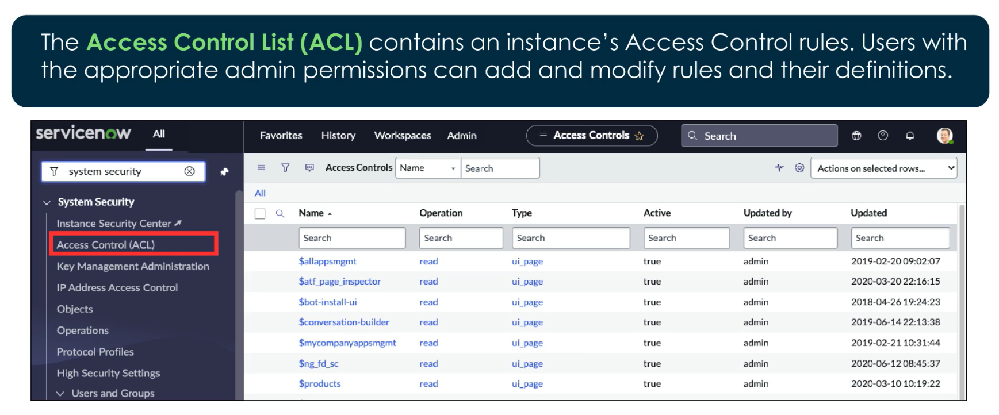 The Access Control List (ACL) contains an instance's Access Control rules. Users with
the appropriate admin permissions can add and modify rules and their definitions.
servicenow All Favorites History Workspaces Admin Access Controls Search
system security
Access Controls Name Search Actions on selected rows...
All
System Security
Instance Security Center
Access Control (ACL)
Key Management Administration
IP Address Access Control
Objects
Operations
Protocol Profiles
High Security Settings
Users and Groups
Name Operation Type Active Updated by Updated
Search Search Search Search Search Search
$allappsmgmt read ui_page true admin 2019-02-20 09:02:07
$atf_page_inspector read ui_page true admin 2020-03-20 22:16:15
$bot-install-ui read ui_page true admin 2018-04-26 19:24:23
$conversation-builder read ui_page true admin 2019-06-14 22:13:38
$mycompanyappsmgmt read ui_page true admin 2019-02-21 10:31:44
$ng_fd_sc read ui_page true admin 2020-06-12 08:45:37
$products read ui_page true admin 2020-03-10 10:19:22